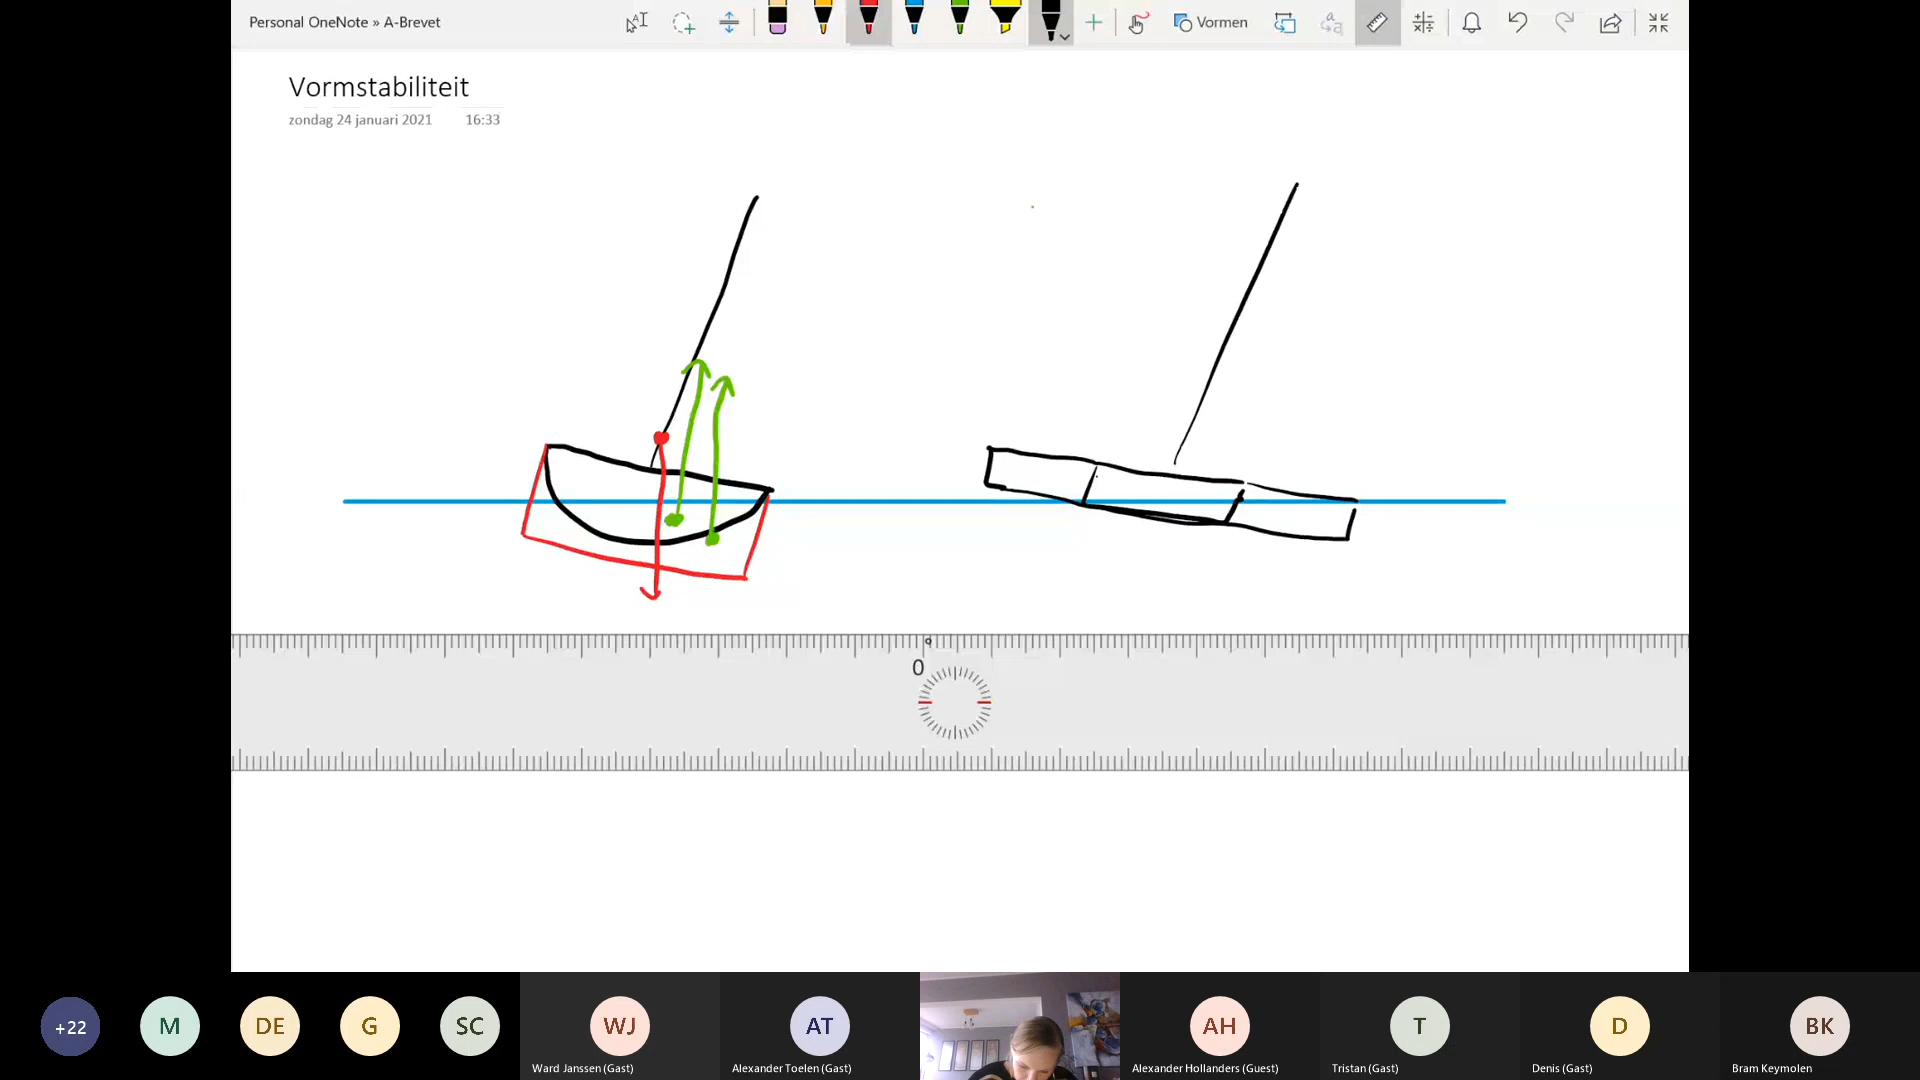 Personal OneNote » A-Brevet
Vormen
Vormstabiliteit
zondag 24 januari 2021 16:33
0°
+22
M
DE
G
SC
WJ
AT
AH
T
D
BK
Ward Janssen (Gast)
Alexander Toelen (Gast)
Alexander Hollanders (Guest)
Tristan (Gast)
Denis (Gast)
Bram Keymolen